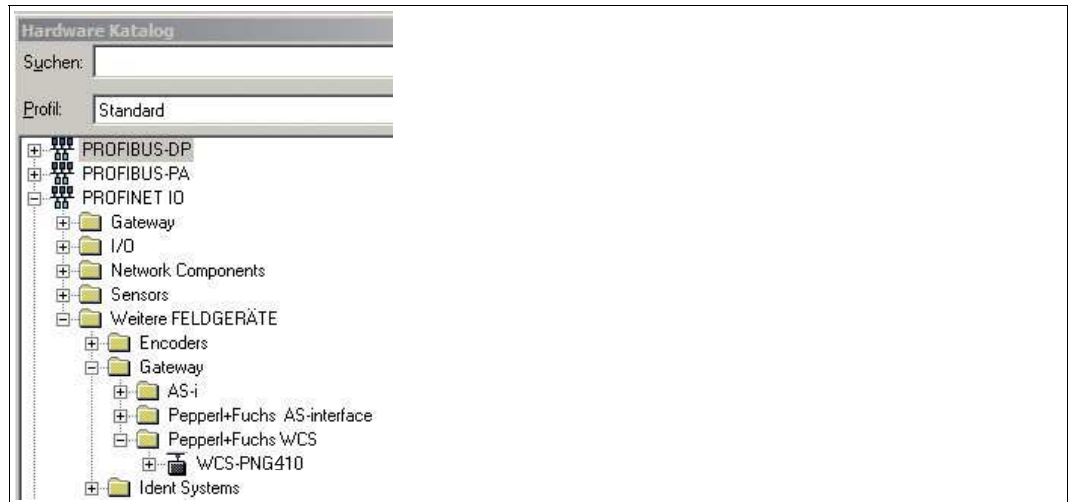 Hardware Katalog
Suchen:
Profil: Standard
PROFIBUS-DP
PROFIBUS-PA
PROFINET IO
Gateway
I/O
Network Components
Sensors
Weitere FELDGERÄTE
Encoders
Gateway
AS-i
Pepperl+Fuchs AS-interface
Pepperl+Fuchs WCS
WCS-PNG410
Ident Systems